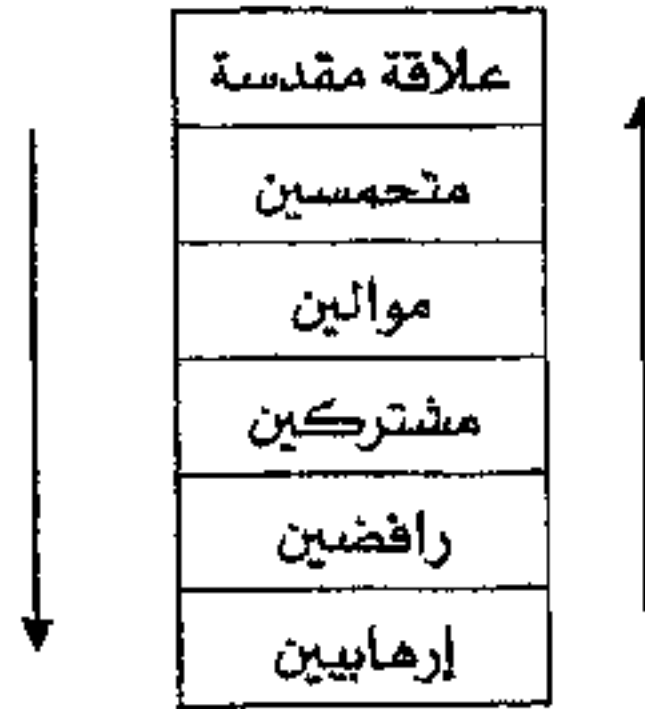 علاقة مقدسة
متحمسين
موالين
مشتركين
رافضين
إرهابيين